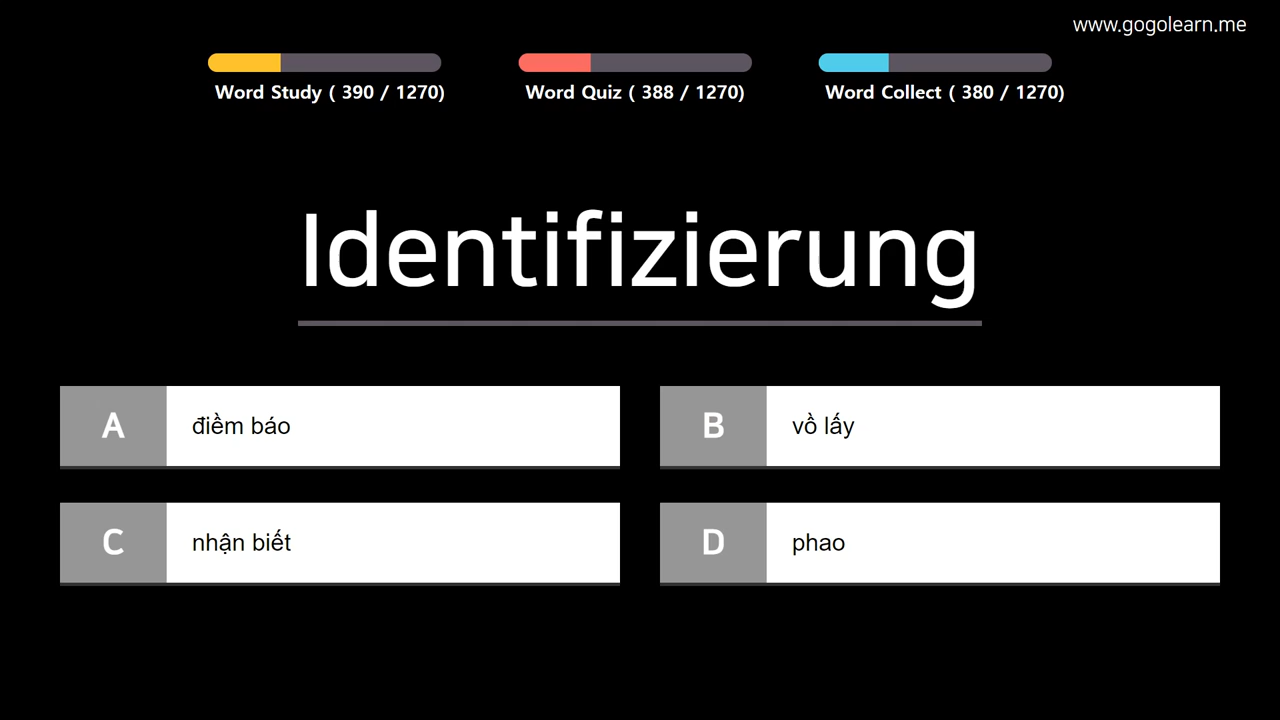 www.gogolearn.me
Word Study ( 390 / 1270)
Word Quiz ( 388 / 1270)
Word Collect ( 380 / 1270)
Identifizierung
A điềm báo
B vồ lấy
C nhận biết
D phao